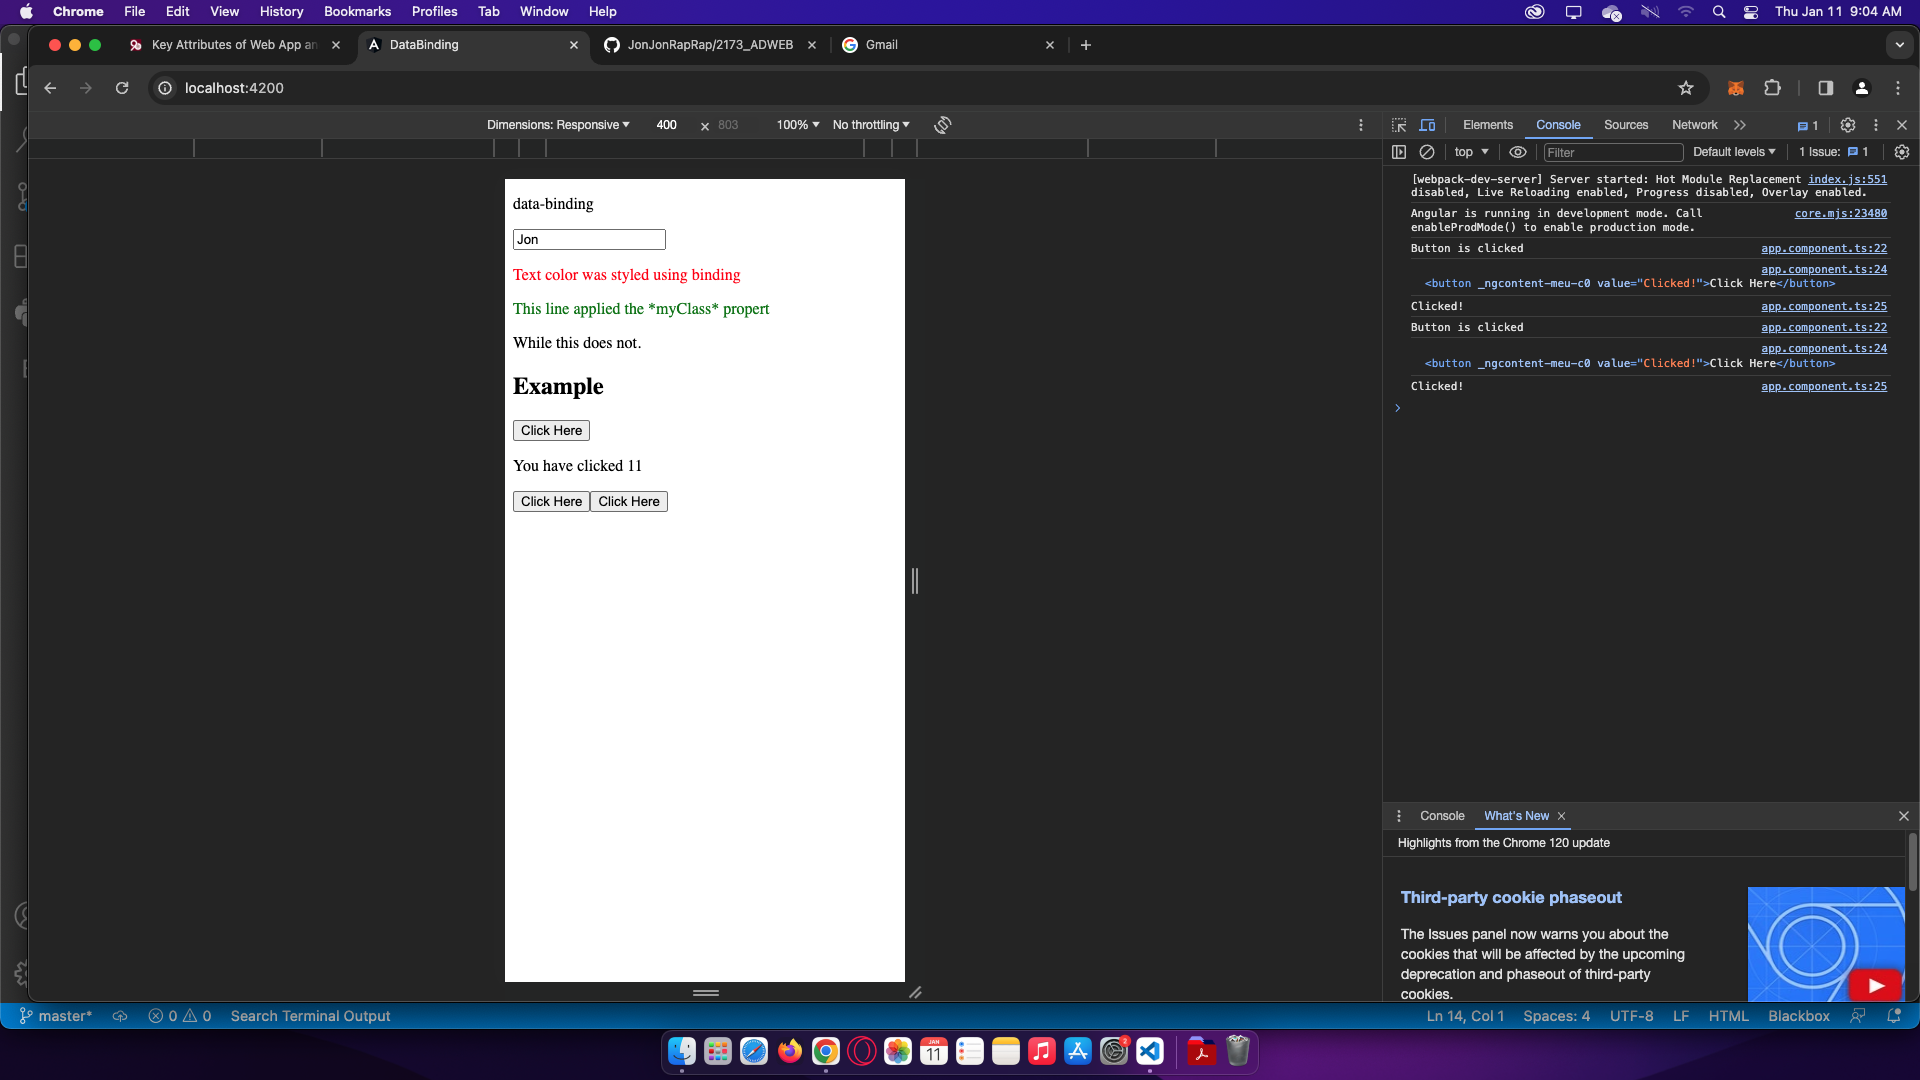 Chrome File Edit View History Bookmarks Profiles Tab Window Help Thu Jan 11 9:04 AM
Key Attributes of Web App an DataBinding JonJonRapRap/2173_ADWEB Gmail
localhost:4200
Dimensions: Responsive 400 x 803 100% No throttling
Elements Console Sources Network 1
top Filter Default levels 1 Issue: 1
data-binding
Jon
Text color was styled using binding
This line applied the *myClass* propert
While this does not.
Example
Click Here
You have clicked 11
Click Here Click Here
[webpack-dev-server] Server started: Hot Module Replacement index.js:551
disabled, Live Reloading enabled, Progress disabled, Overlay enabled.
Angular is running in development mode. Call core.mjs:23480
enableProdMode() to enable production mode.
Button is clicked app.component.ts:22
app.component.ts:24
<button _ngcontent-meu-c0 value="Clicked!">Click Here</button>
Clicked! app.component.ts:25
Button is clicked app.component.ts:22
app.component.ts:24
<button _ngcontent-meu-c0 value="Clicked!">Click Here</button>
Clicked! app.component.ts:25
Console What's New
Highlights from the Chrome 120 update
Third-party cookie phaseout
The Issues panel now warns you about the
cookies that will be affected by the upcoming
deprecation and phaseout of third-party
cookies.
master* 0 0 Search Terminal Output Ln 14, Col 1 Spaces: 4 UTF-8 LF HTML Blackbox
JAN
11
2